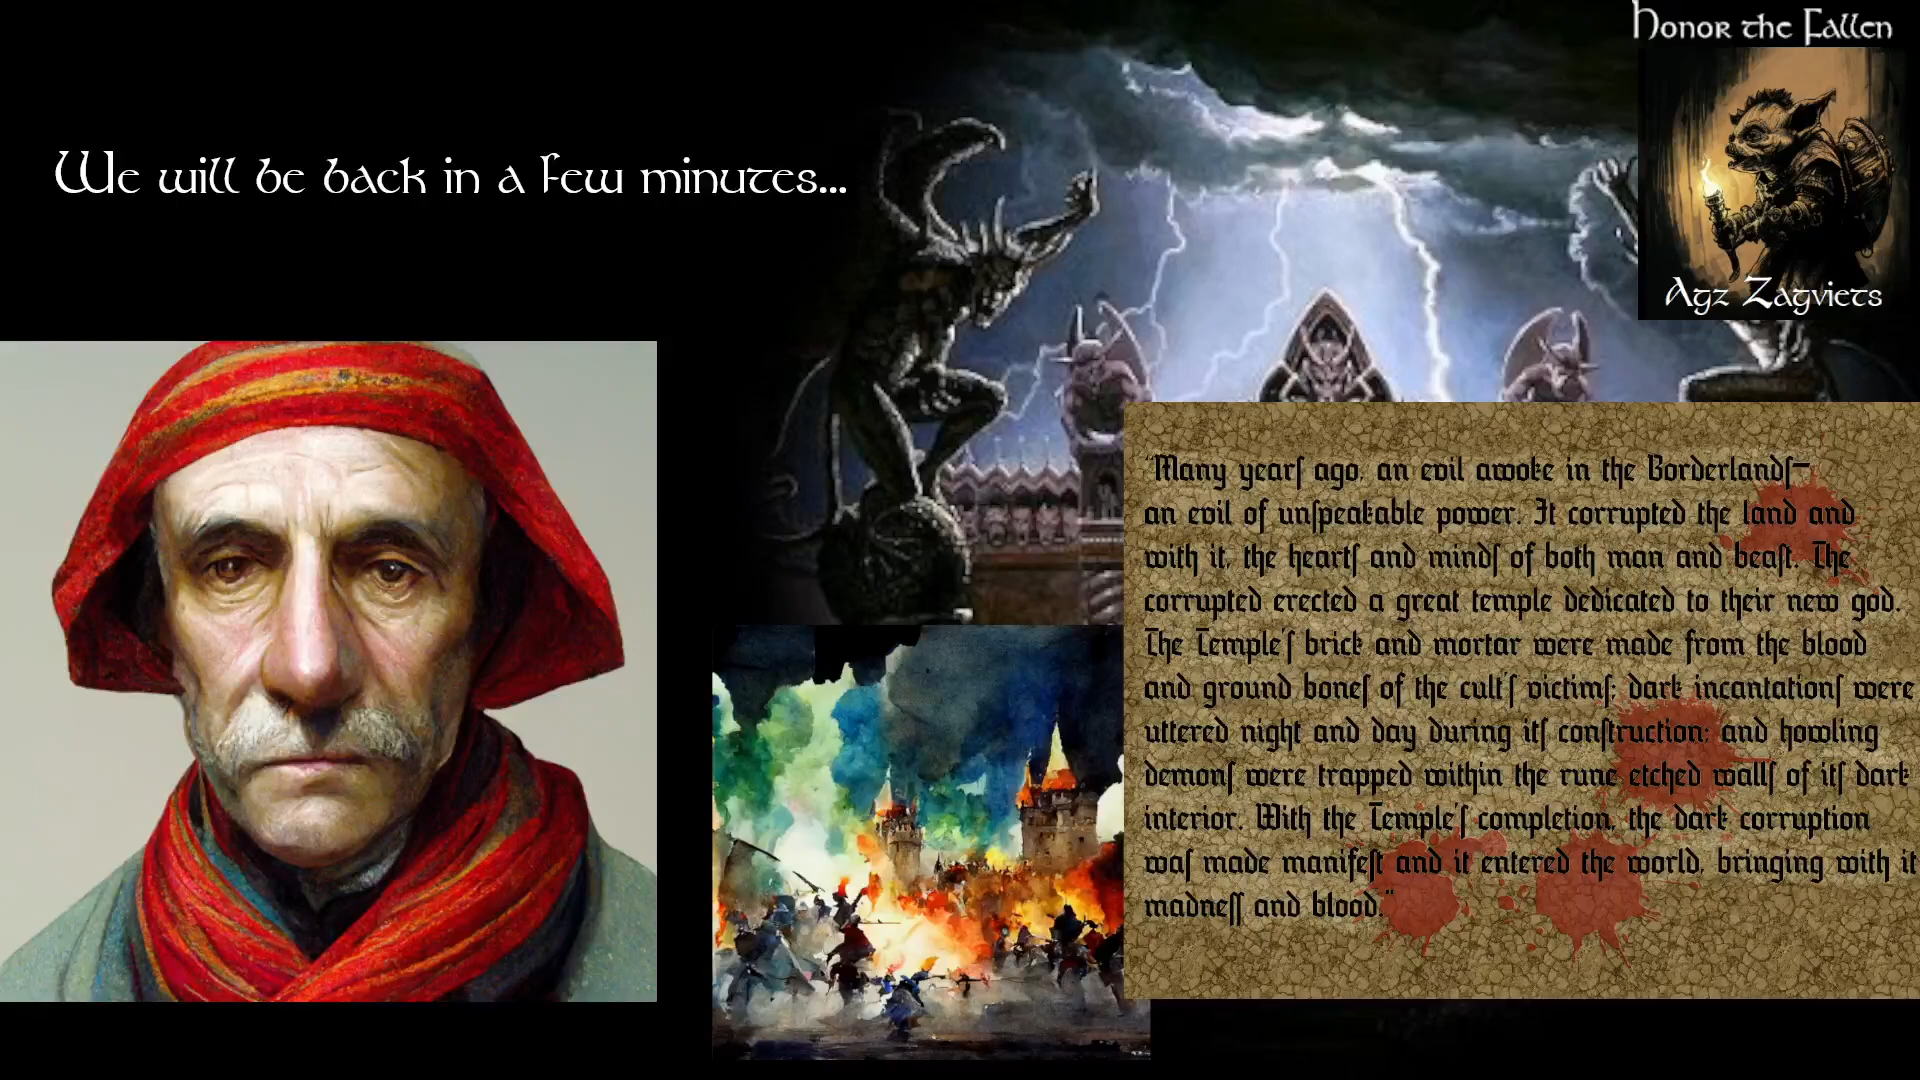 Honor the Fallen
We will be back in a few minutes...
Agz Zagviets
"Many yearſ ago, an evil awoke in the Borderlandſ—
an evil of unſpeakable power. It corrupted the land and
with it, the heartſ and mindſ of both man and beaſt. The
corrupted erected a great temple dedicated to their new god.
The Temple'ſ brick and mortar were made from the blood
and ground boneſ of the cult'ſ victimſ; dark incantationſ were
uttered night and day during itſ conſtruction; and howling
demonſ were trapped within the rune etched wallſ of itſ dark
interior. With the Temple'ſ completion, the dark corruption
waſ made manifeſt and it entered the world, bringing with it
madneſſ and blood."